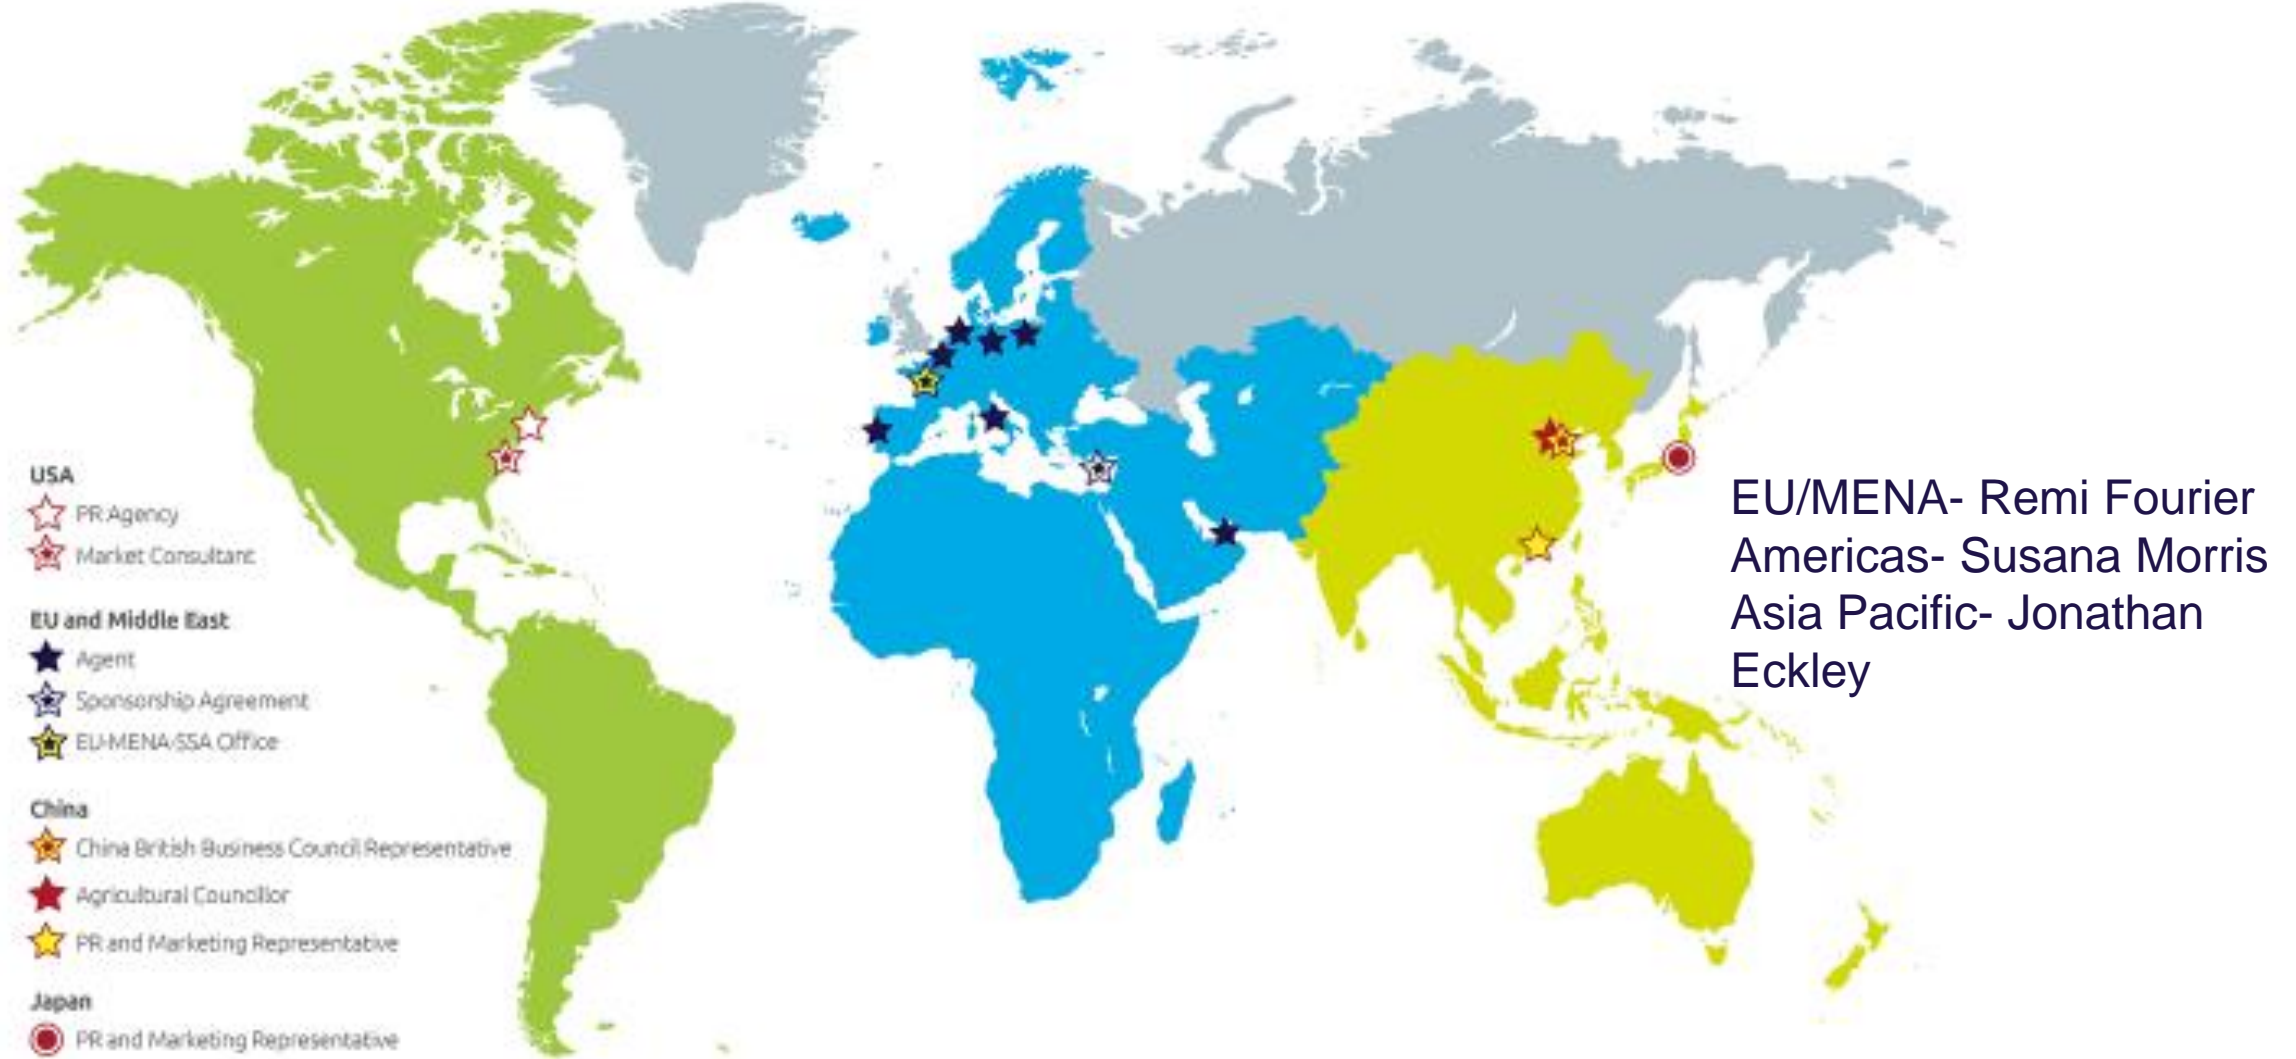 USA
PR Agency
Market Consultant
EU and Middle East
Agent
Sponsorship Agreement
EU-MENA-SSA Office
China
China British Business Council Representative
Agricultural Councillor
PR and Marketing Representative
Japan
PR and Marketing Representative
EU/MENA- Remi Fourier
Americas- Susana Morris
Asia Pacific- Jonathan
Eckley